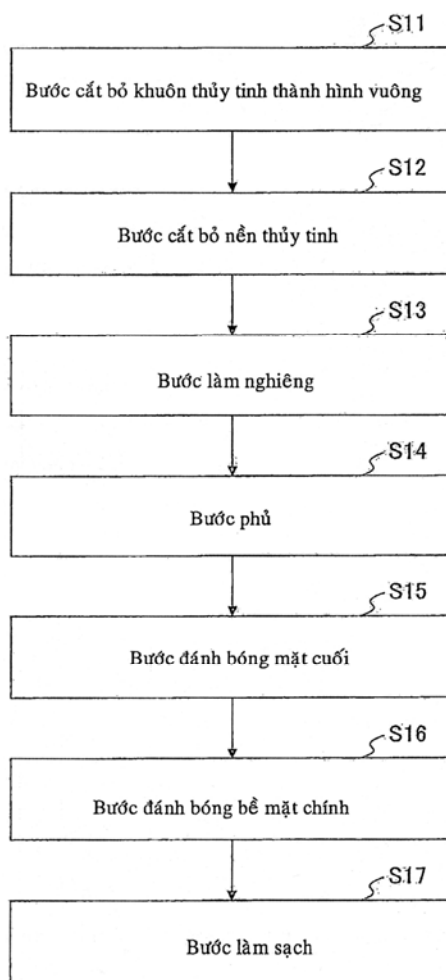 S11
Bước cắt bỏ khuôn thủy tinh thành hình vuông
S12
Bước cắt bỏ nền thủy tinh
S13
Bước làm nghiêng
S14
Bước phủ
S15
Bước đánh bóng mặt cuối
S16
Bước đánh bóng bề mặt chính
S17
Bước làm sạch